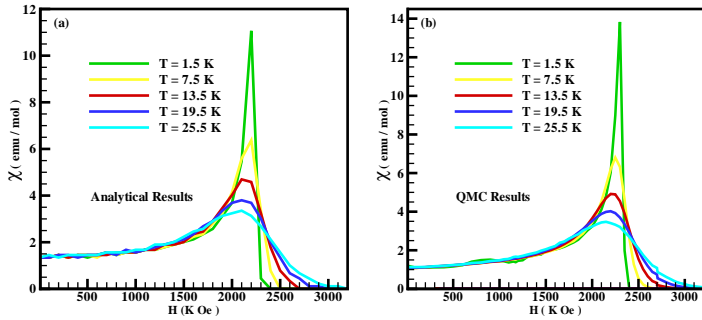 (a)
12
10
8
6
4
2
0
χ ( emu / mol )
T = 1.5 K
T = 7.5 K
T = 13.5 K
T = 19.5 K
T = 25.5 K
Analytical Results
500 1000 1500 2000 2500 3000
H ( K Oe )
(b)
14
12
10
8
6
4
2
0
χ ( emu / mol )
T = 1.5 K
T = 7.5 K
T = 13.5 K
T = 19.5 K
T = 25.5 K
QMC Results
500 1000 1500 2000 2500 3000
H ( K Oe )